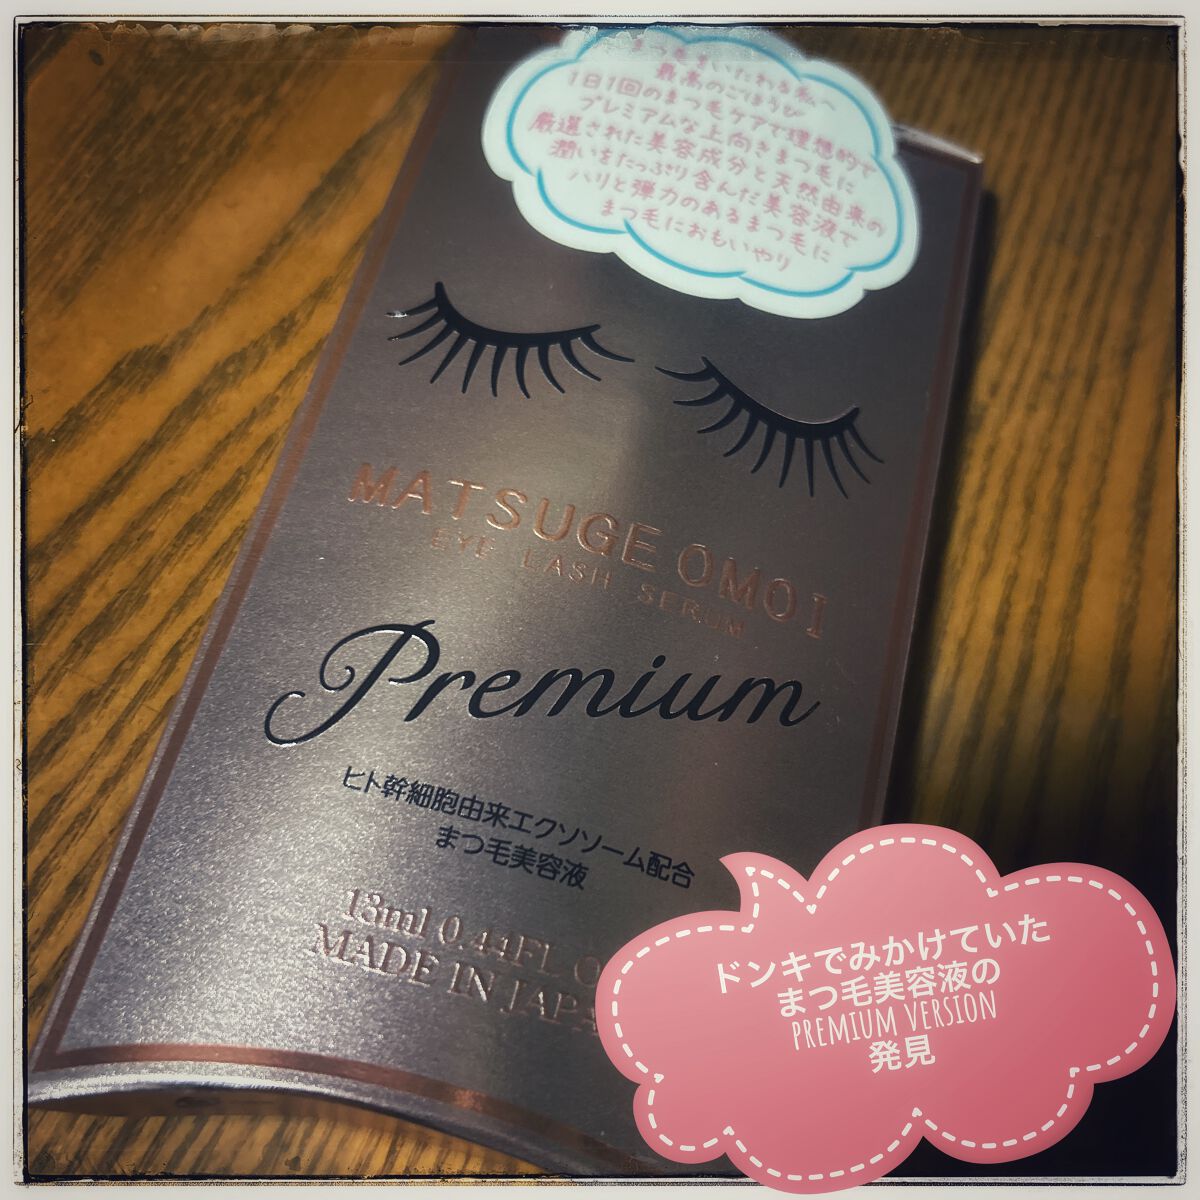 まつ毛をいたわる私へ
最高のごほうび
1日1回のまつ毛ケアで理想的で
プレミアムな上向きまつ毛に
厳選された美容成分と天然由来の
潤いをたっぷり含んだ美容液で
ハリと弾力のあるまつ毛に
まつ毛におもいやり
MATSUGE OMOI
EYE LASH SERUM
Premium
ヒト幹細胞由来エクソソーム配合
まつ毛美容液
13ml 0.44FL O
MADE IN JAPA
ドンキでみかけていた
まつ毛美容液の
PREMIUM VERSION
発見